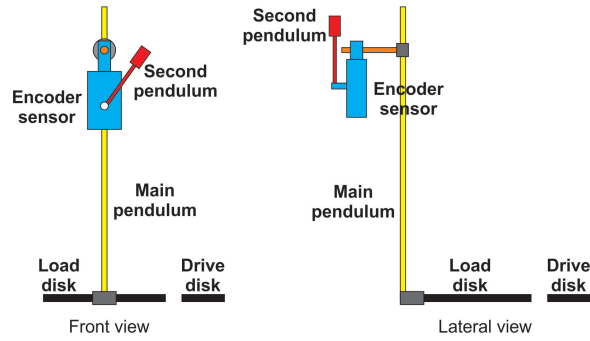 Second
pendulum
Encoder
sensor
Main
pendulum
Load
disk
Drive
disk
Front view
Second
pendulum
Encoder
sensor
Main
pendulum
Load
disk
Drive
disk
Lateral view